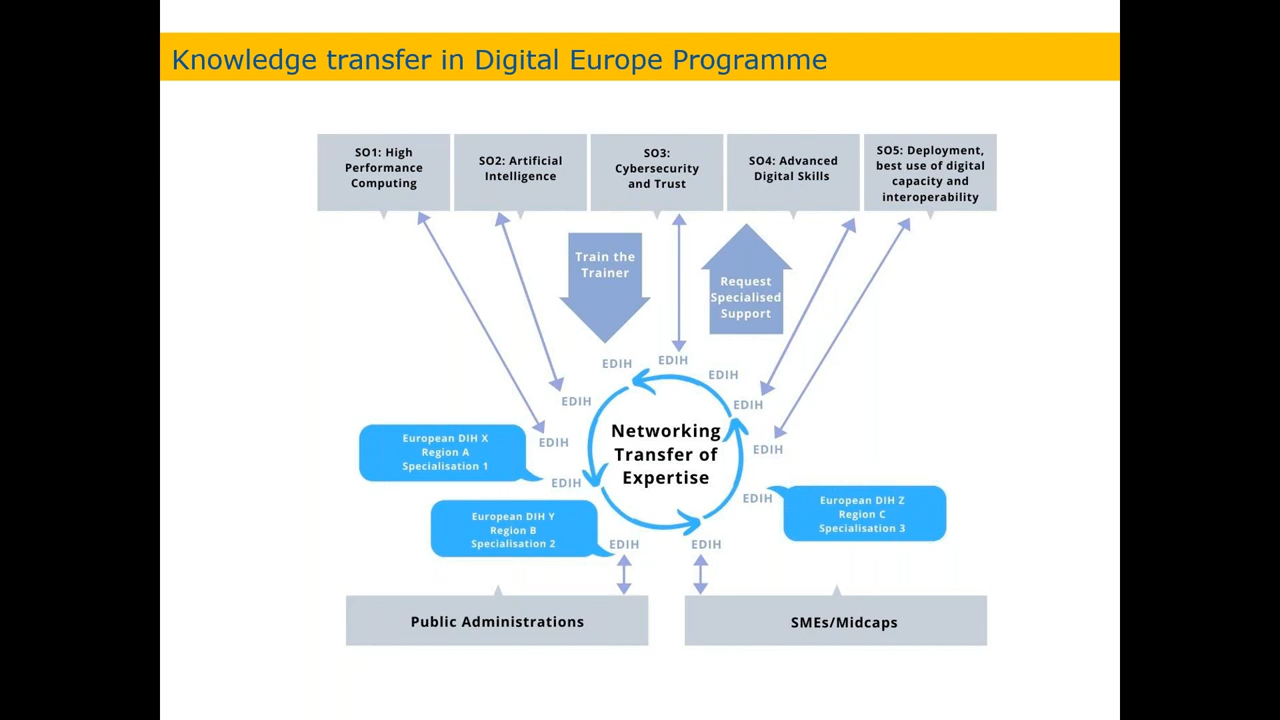 Knowledge transfer in Digital Europe Programme
SO1: High
Performance
Computing
SO2: Artificial
Intelligence
SO3:
Cybersecurity
and Trust
SO4: Advanced
Digital Skills
SO5: Deployment,
best use of digital
capacity and
interoperability
Train the
Trainer
Request
Specialised
Support
EDIH
EDIH
EDIH
EDIH
EDIH
EDIH
EDIH
EDIH
EDIH
EDIH
EDIH
Networking
Transfer of
Expertise
European DIH X
Region A
Specialisation 1
European DIH Y
Region B
Specialisation 2
European DIH Z
Region C
Specialisation 3
Public Administrations
SMEs/Midcaps